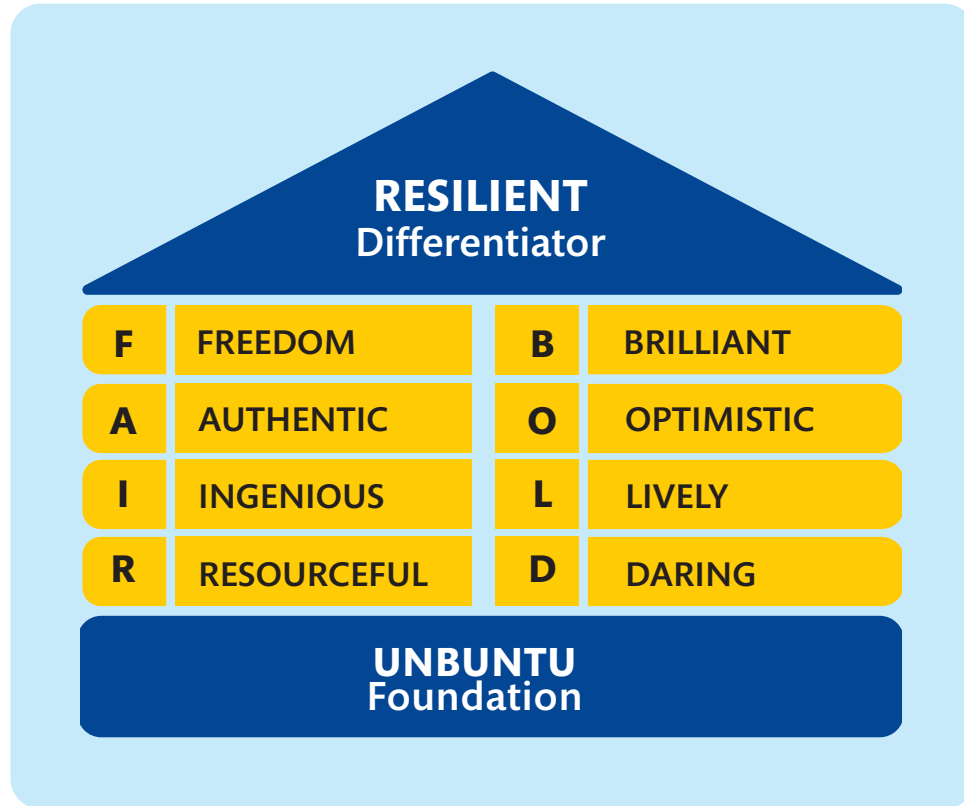 RESILIENT
Differentiator
F FREEDOM
A AUTHENTIC
I INGENIOUS
R RESOURCEFUL
B BRILLIANT
O OPTIMISTIC
L LIVELY
D DARING
UNBUNTU
Foundation